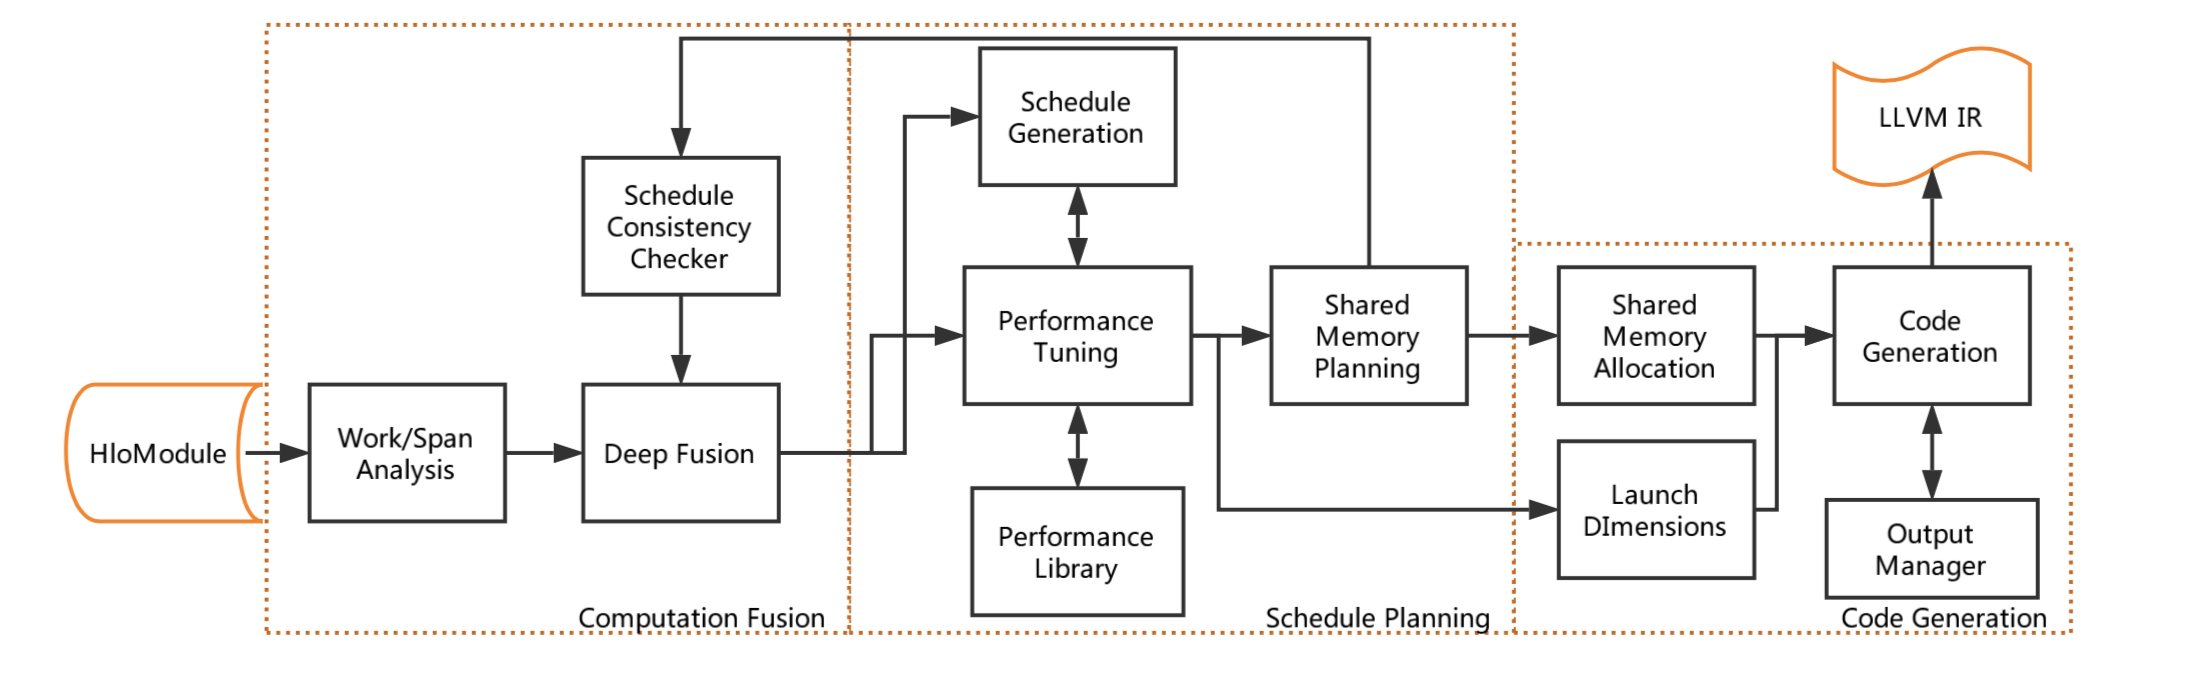 HloModule
Work/Span
Analysis
Schedule
Consistency
Checker
Deep Fusion
Computation Fusion
Schedule
Generation
Performance
Tuning
Performance
Library
Shared
Memory
Planning
Schedule Planning
Shared
Memory
Allocation
Launch
DImensions
Code
Generation
Output
Manager
Code Generation
LLVM IR